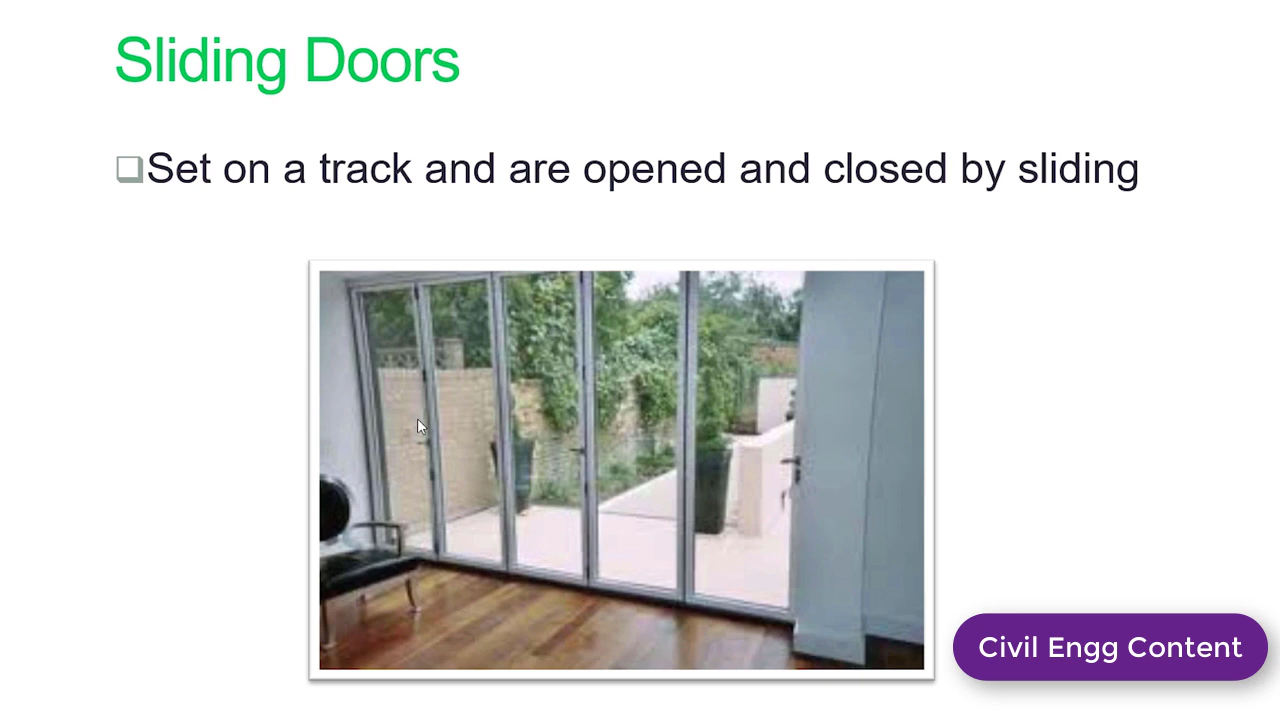 Sliding Doors
❑Set on a track and are opened and closed by sliding
Civil Engg Content